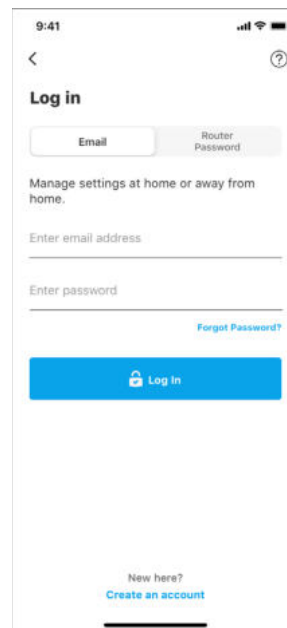 9:41
Log in
Email
Router
Password
Manage settings at home or away from
home.
Enter email address
Enter password
Forgot Password?
Log In
New here?
Create an account